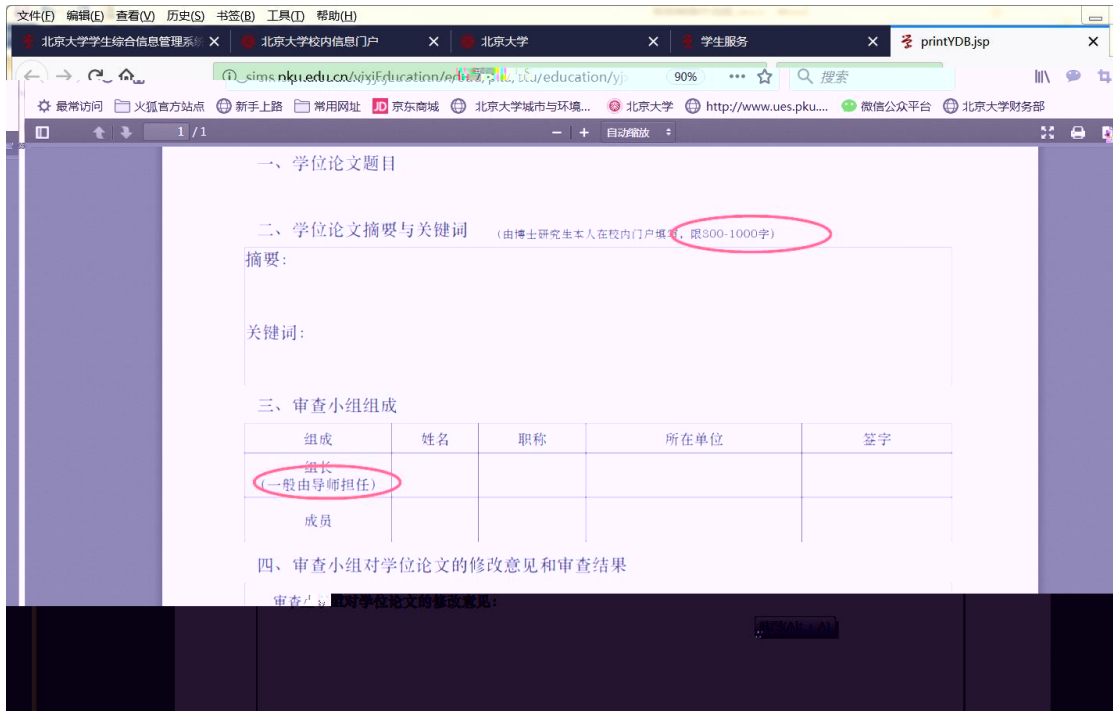 文件(F) 编辑(E) 查看(V) 历史(S) 书签(B) 工具(T) 帮助(H)
北京大学学生综合信息管理系统 北京大学校内信息门户 北京大学 学生服务 printYDB.jsp
sims.pku.edu.cn 90% 搜索
最常访问 火狐官方站点 新手上路 常用网址 JD 京东商城 北京大学城市与环境... 北京大学 http://www.ues.pku.... 微信公众平台 北京大学财务部
1 / 1 自动缩放
一、学位论文题目
二、学位论文摘要与关键词 (由博士研究生本人在校内门户填写，限800-1000字)
摘要:
关键词:
三、审查小组组成
组成 姓名 职称 所在单位 签字
组长
(一般由导师担任)
成员
四、审查小组对学位论文的修改意见和审查结果
审查小组对学位论文的修改意见: